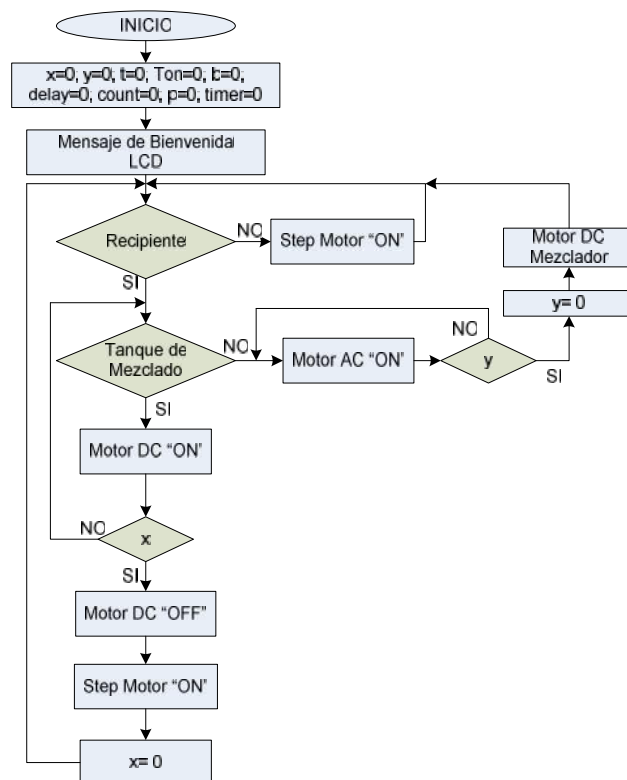 INICIO
x=0, y=0, t=0, Ton=0, b=0,
delay=0, count=0, p=0, timer=0
Mensaje de Bienvenida
LCD
Recipiente
NO
Step Motor “ON”
Motor DC
Mezclador
SI
y= 0
Tanque de
Mezclado
NO
Motor AC “ON”
NO
y
SI
SI
Motor DC “ON”
NO
x
SI
Motor DC “OFF”
Step Motor “ON”
x= 0